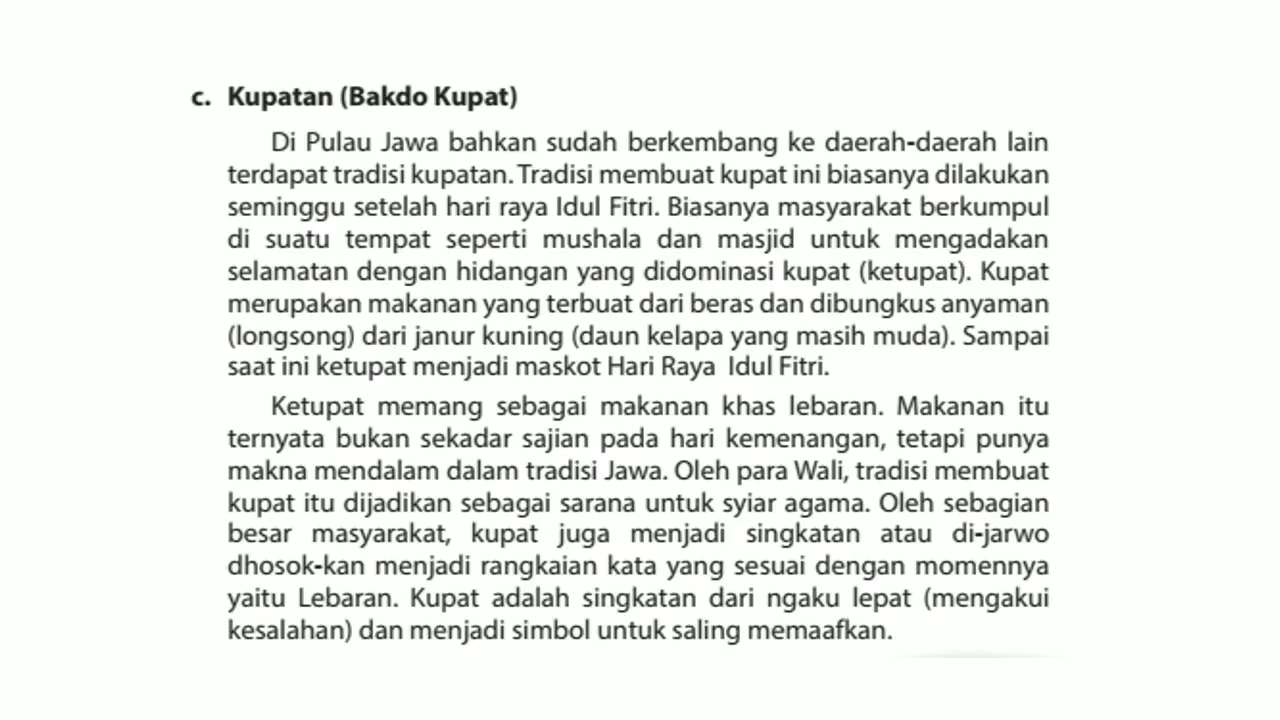 c. Kupatan (Bakdo Kupat)
Di Pulau Jawa bahkan sudah berkembang ke daerah-daerah lain
terdapat tradisi kupatan. Tradisi membuat kupat ini biasanya dilakukan
seminggu setelah hari raya Idul Fitri. Biasanya masyarakat berkumpul
di suatu tempat seperti mushala dan masjid untuk mengadakan
selamatan dengan hidangan yang didominasi kupat (ketupat). Kupat
merupakan makanan yang terbuat dari beras dan dibungkus anyaman
(longsong) dari janur kuning (daun kelapa yang masih muda). Sampai
saat ini ketupat menjadi maskot Hari Raya Idul Fitri.
Ketupat memang sebagai makanan khas lebaran. Makanan itu
ternyata bukan sekadar sajian pada hari kemenangan, tetapi punya
makna mendalam dalam tradisi Jawa. Oleh para Wali, tradisi membuat
kupat itu dijadikan sebagai sarana untuk syiar agama. Oleh sebagian
besar masyarakat, kupat juga menjadi singkatan atau di-jarwo
dhosok-kan menjadi rangkaian kata yang sesuai dengan momennya
yaitu Lebaran. Kupat adalah singkatan dari ngaku lepat (mengakui
kesalahan) dan menjadi simbol untuk saling memaafkan.